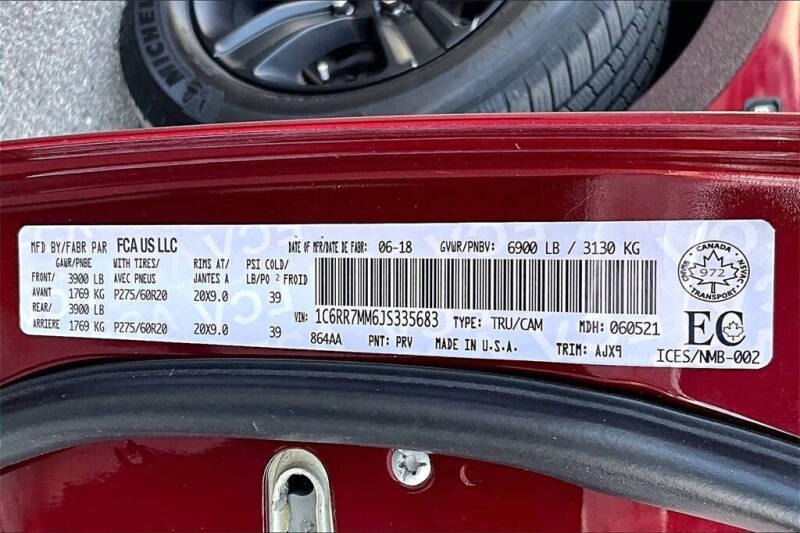 MICHELIN
MFD BY/FABR PAR FCA US LLC DATE OF MFR/DATE DE FABR: 06-18 GVWR/PNBV: 6900 LB / 3130 KG
GAWR/PNBE WITH TIRES/ RIMS AT/ PSI COLD/
FRONT/ 3900 LB AVEC PNEUS JANTES A LB/PO ² FROID
AVANT 1769 KG P275/60R20 20X9.0 39
REAR/ 3900 LB VIN: 1C6RR7MM6JS335683 TYPE: TRU/CAM MDH: 060521
ARRIERE 1769 KG P275/60R20 20X9.0 39 864AA PNT: PRV MADE IN U.S.A. TRIM: AJX9
CANADA
972
TRANSPORT
NSVAC
EC
ICES/NMB-002